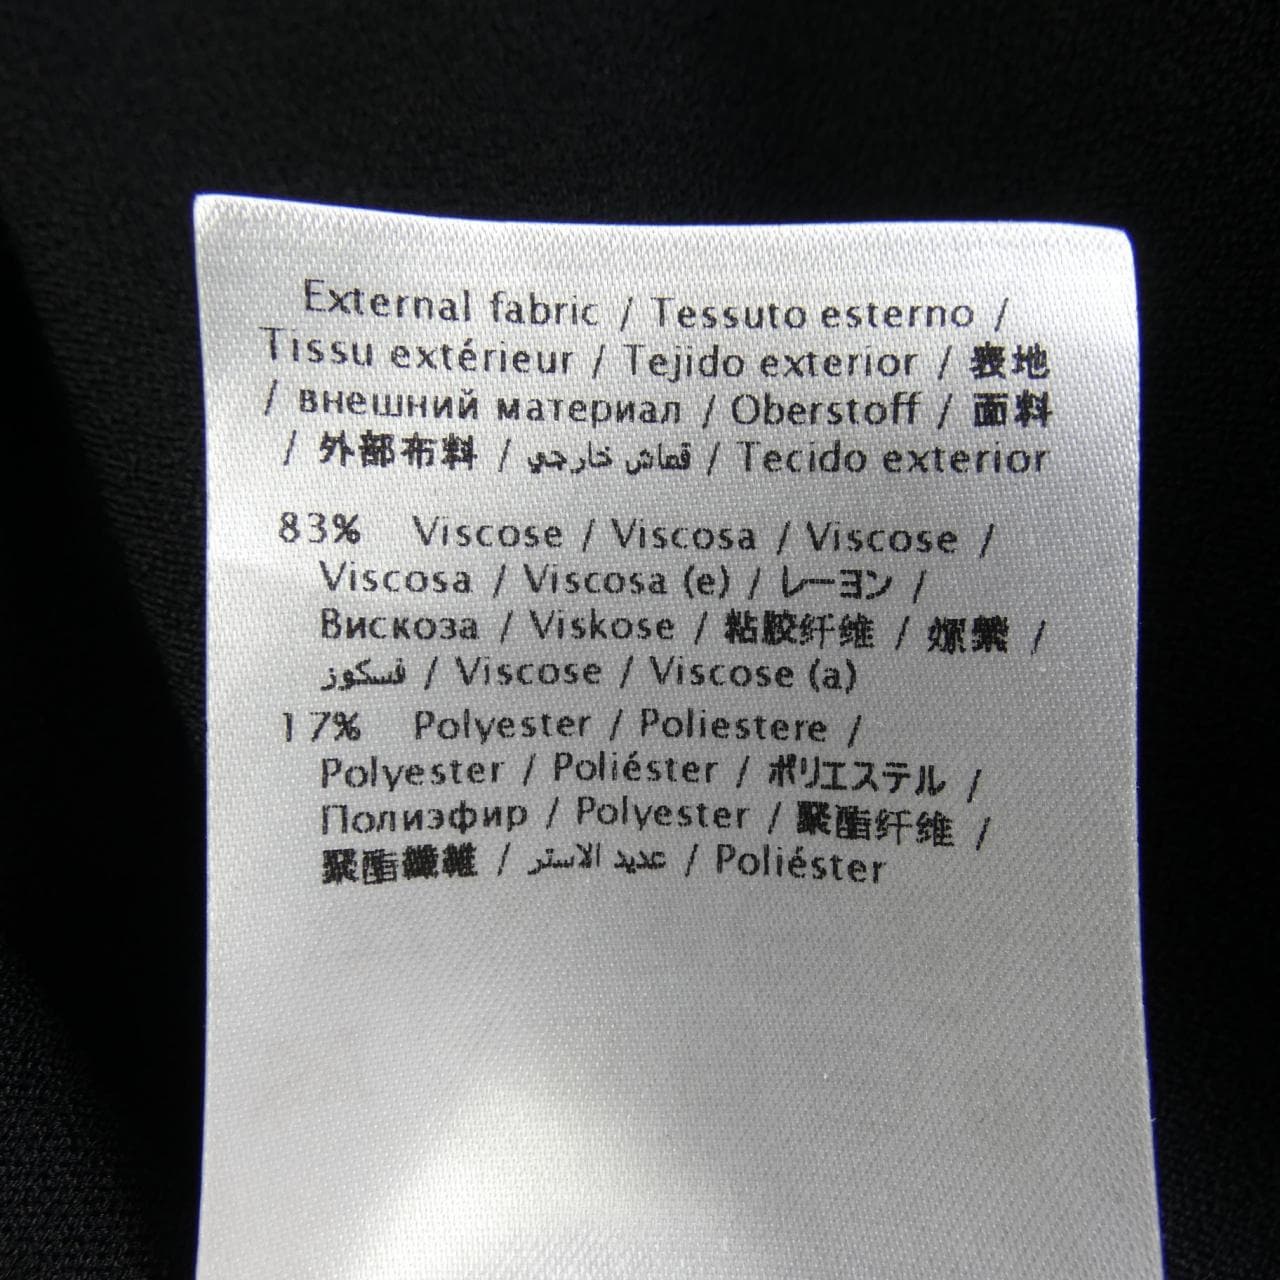 External fabric / Tessuto esterno /
Tissu extérieur / Tejido exterior / 表地
/ внешний материал / Oberstoff / 面料
/ 外部布料 / قماش خارجي / Tecido exterior
83% Viscose / Viscosa / Viscose /
Viscosa / Viscosa (e) / レーヨン /
Вискоза / Viskose / 粘胶纤维 / 嫘縈 /
فسكوز / Viscose / Viscose (a)
17% Polyester / Poliestere /
Polyester / Poliéster / ポリエステル /
Полиэфир / Polyester / 聚酯纤维 /
聚酯纖維 / عديد الاستر / Poliéster